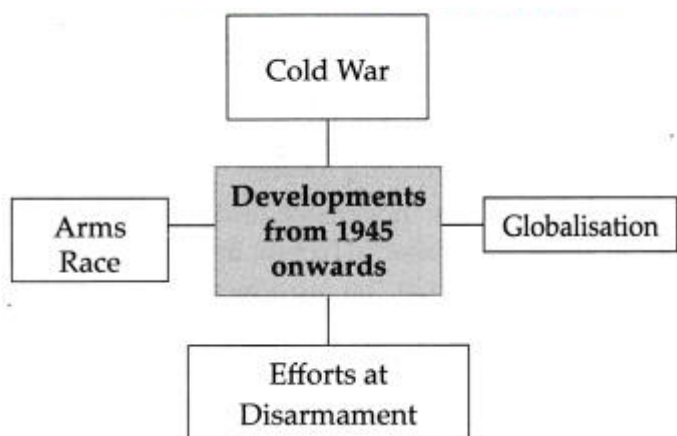 Cold War
Developments
from 1945
onwards
Arms
Race
Globalisation
Efforts at
Disarmament